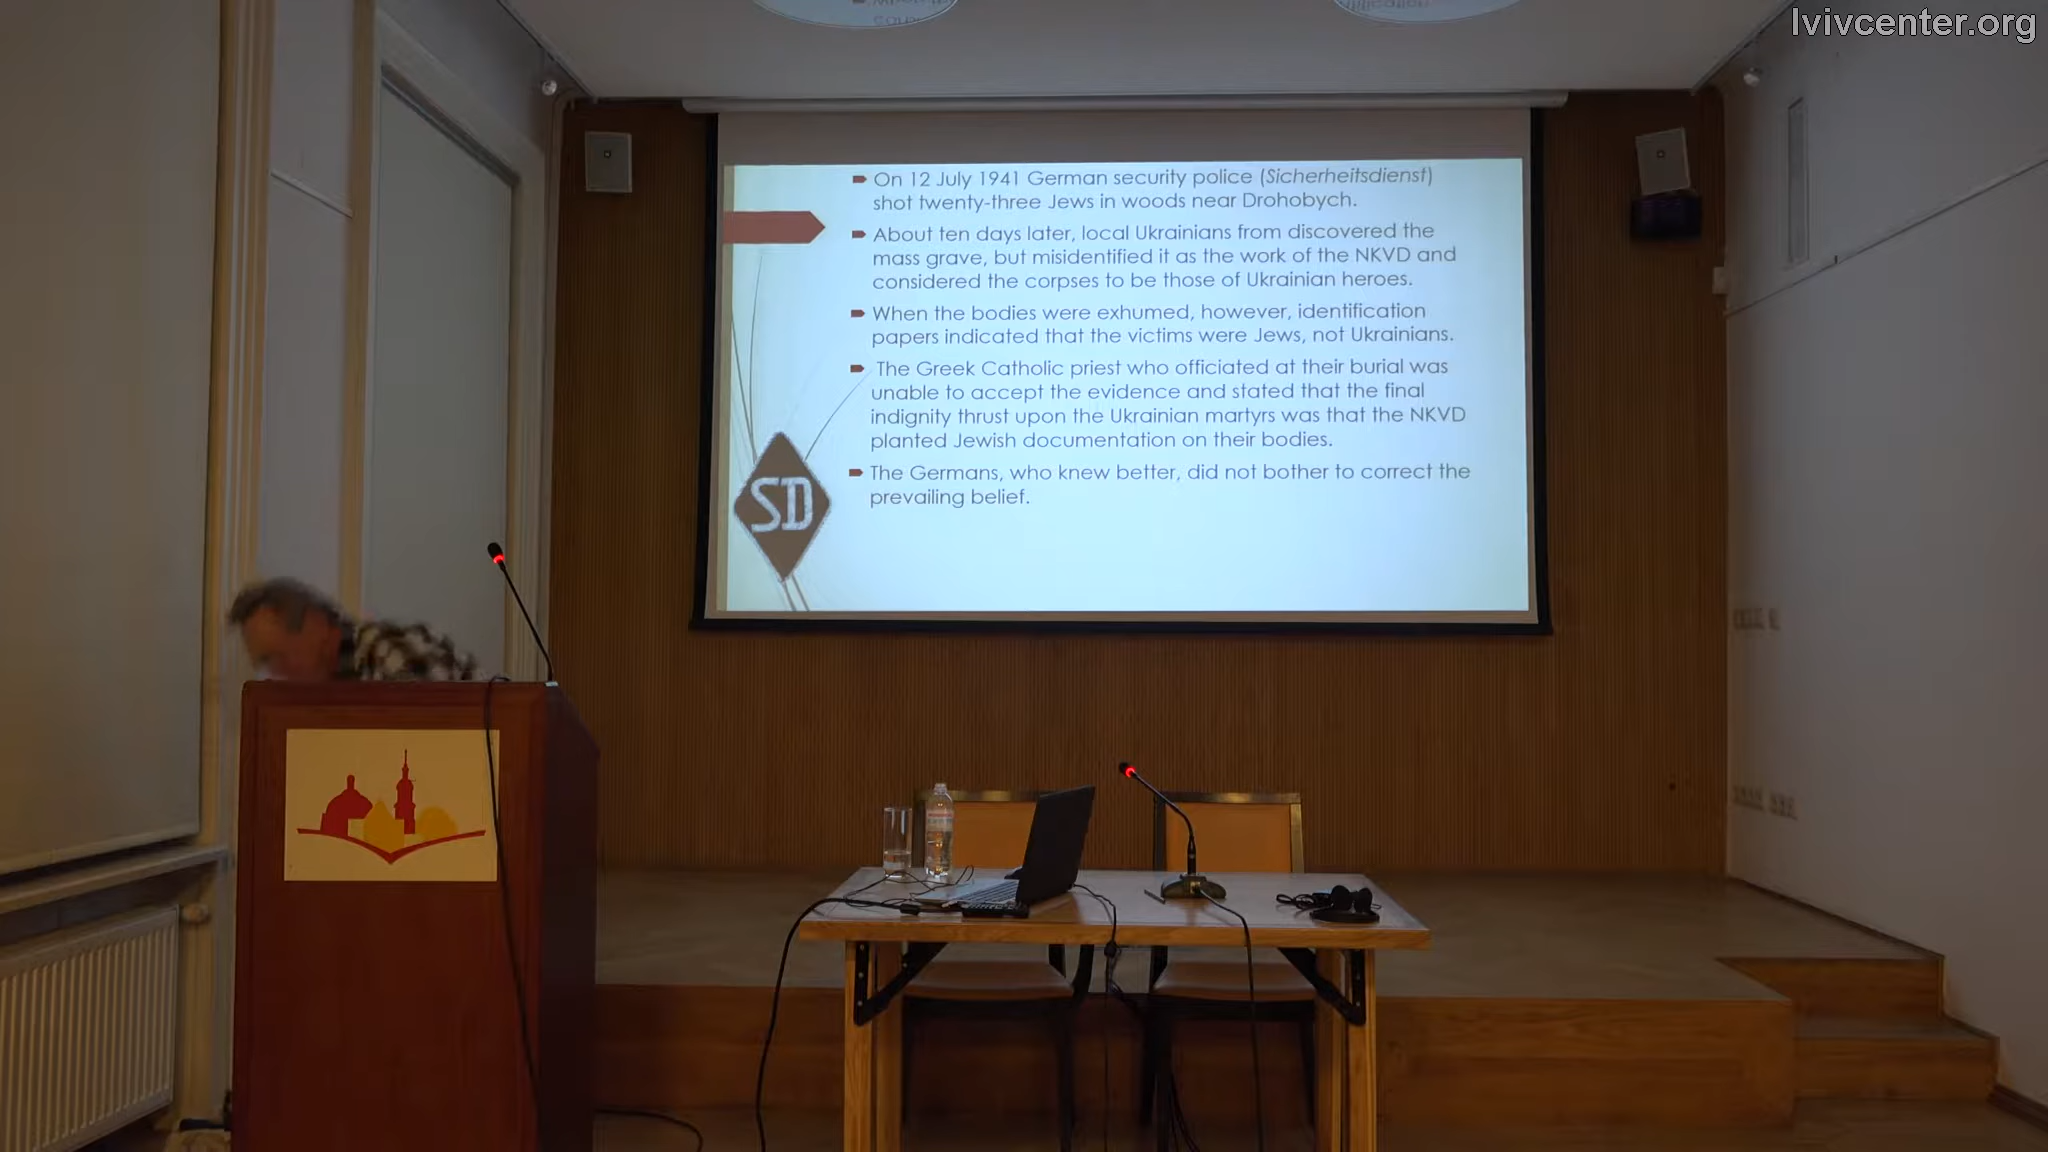 lvivcenter.org
On 12 July 1941 German security police (Sicherheitsdienst)
shot twenty-three Jews in woods near Drohobych.
About ten days later, local Ukrainians from discovered the
mass grave, but misidentified it as the work of the NKVD and
considered the corpses to be those of Ukrainian heroes.
When the bodies were exhumed, however, identification
papers indicated that the victims were Jews, not Ukrainians.
The Greek Catholic priest who officiated at their burial was
unable to accept the evidence and stated that the final
indignity thrust upon the Ukrainian martyrs was that the NKVD
planted Jewish documentation on their bodies.
The Germans, who knew better, did not bother to correct the
prevailing belief.
SD